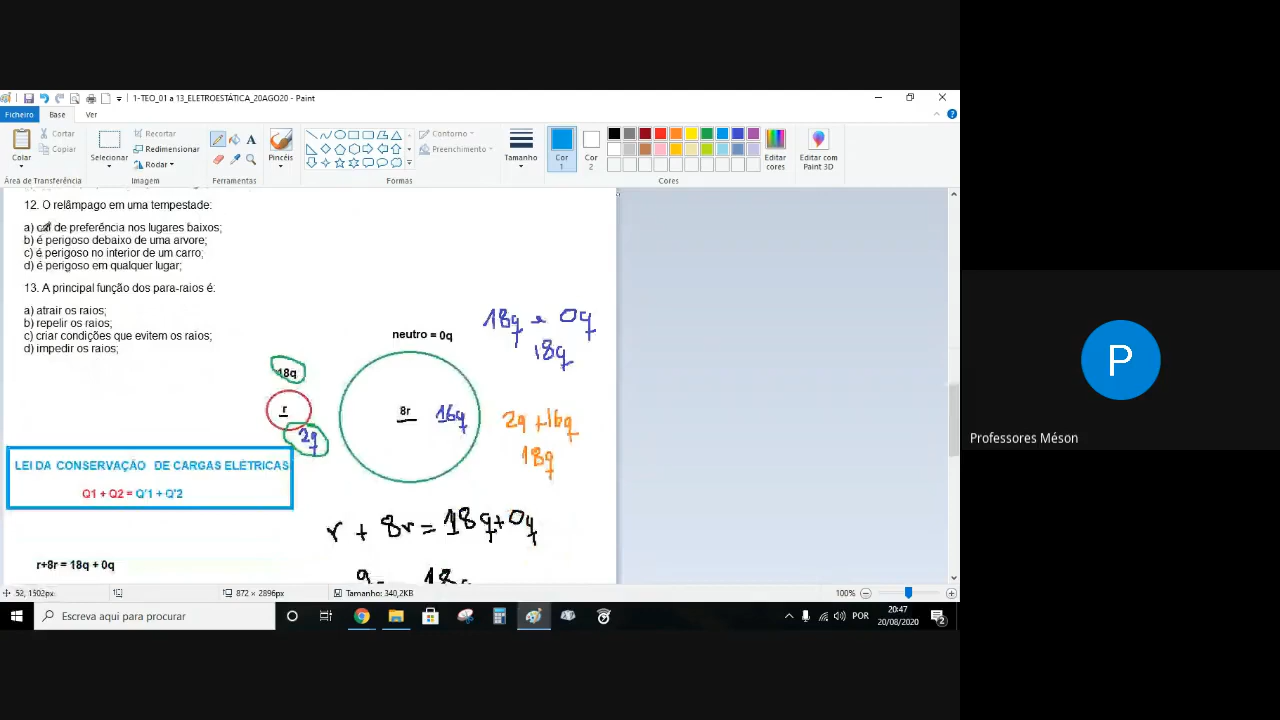 1-TEO_01 a 13_ELETROESTÁTICA_20AGO20 - Paint
Ficheiro Base Ver
Colar
Cortar
Copiar
Área de Transferência
Selecionar
Recortar
Redimensionar
Rodar
Imagem
Ferramentas
Pincéis
Contorno
Preenchimento
Formas
Tamanho
Cor 1
Cor 2
Editar cores
Cores
Editar com Paint 3D
12. O relâmpago em uma tempestade:
a) cai de preferência nos lugares baixos;
b) é perigoso debaixo de uma arvore;
c) é perigoso no interior de um carro;
d) é perigoso em qualquer lugar;
13. A principal função dos para-raios é:
a) atrair os raios;
b) repelir os raios;
c) criar condições que evitem os raios;
d) impedir os raios;
neutro = 0q
18q
0q
18q
18q
r
2q
8r
16q
2q +16q
18q
LEI DA CONSERVAÇÃO DE CARGAS ELÉTRICAS
Q1 + Q2 = Q'1 + Q'2
r + 8r = 18q+0q
r+8r = 18q + 0q
52, 1502px
872 × 2896px
Tamanho: 340,2KB
100%
Escreva aqui para procurar
POR
20:47
20/08/2020
2
P
Professores Méson